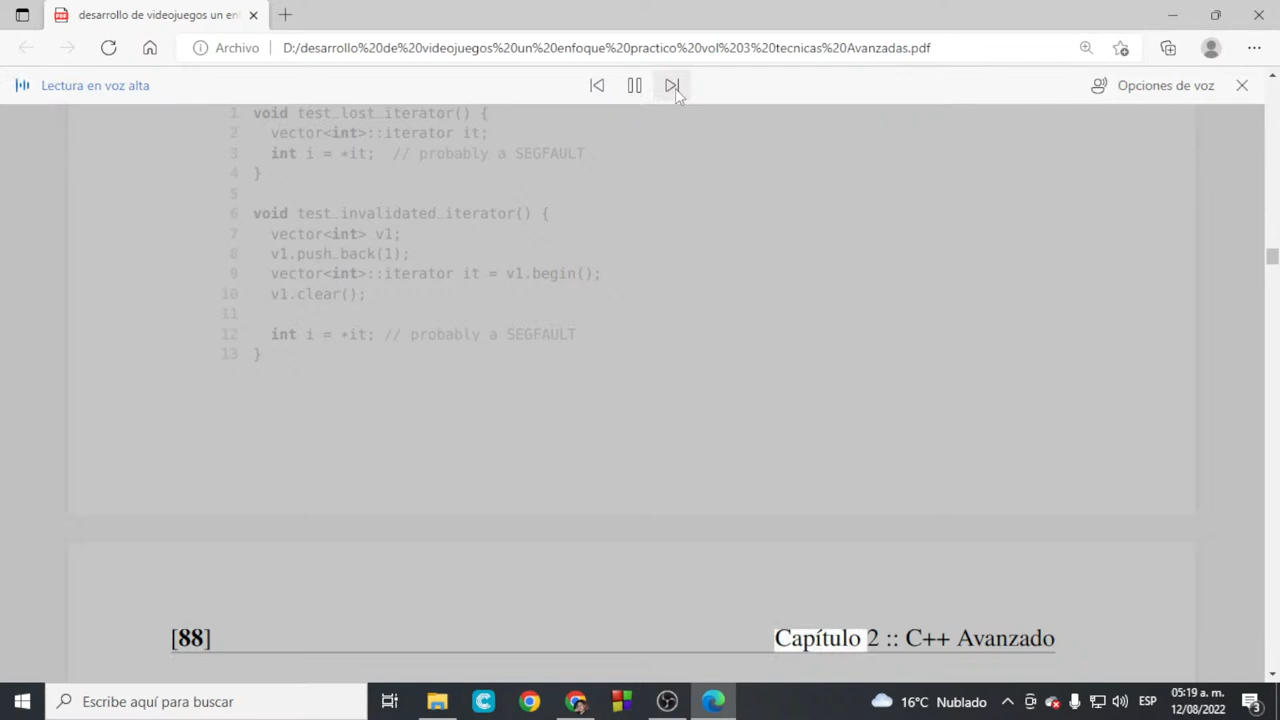 desarrollo de videojuegos un en
Archivo
D:/desarrollo%20de%20videojuegos%20un%20enfoque%20practico%20vol%203%20tecnicas%20Avanzadas.pdf
Lectura en voz alta
Opciones de voz
1 void test_lost_iterator() {
2 vector<int>::iterator it;
3 int i = *it; // probably a SEGFAULT
4 }
5
6 void test_invalidated_iterator() {
7 vector<int> v1;
8 v1.push_back(1);
9 vector<int>::iterator it = v1.begin();
10 v1.clear();
11
12 int i = *it; // probably a SEGFAULT
13 }
[88] Capítulo 2 :: C++ Avanzado
Escribe aquí para buscar
16°C Nublado
ESP
05:19 a. m.
12/08/2022
3